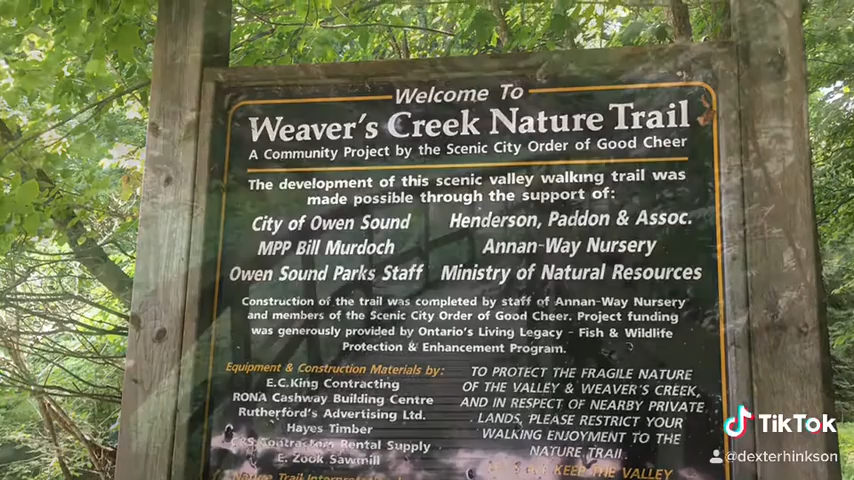 Welcome To
Weaver's Creek Nature Trail
A Community Project by the Scenic City Order of Good Cheer
The development of this scenic valley walking trail was
made possible through the support of:
City of Owen Sound
Henderson, Paddon & Assoc.
MPP Bill Murdoch
Annan-Way Nursery
Owen Sound Parks Staff
Ministry of Natural Resources
Construction of the trail was completed by staff of Annan-Way Nursery
and members of the Scenic City Order of Good Cheer. Project funding
was generously provided by Ontario's Living Legacy - Fish & Wildlife
Protection & Enhancement Program.
Equipment & Construction Materials by:
E.C.King Contracting
RONA Cashway Building Centre
Rutherford's Advertising Ltd.
Hayes Timber
Contractors Rental Supply
E. Zook Sawmill
Nature Trail
TO PROTECT THE FRAGILE NATURE
OF THE VALLEY & WEAVER'S CREEK,
AND IN RESPECT OF NEARBY PRIVATE
LANDS, PLEASE RESTRICT YOUR
WALKING ENJOYMENT TO THE
NATURE TRAIL.
KEEP THE VALLEY
TikTok
@dexterhinkson